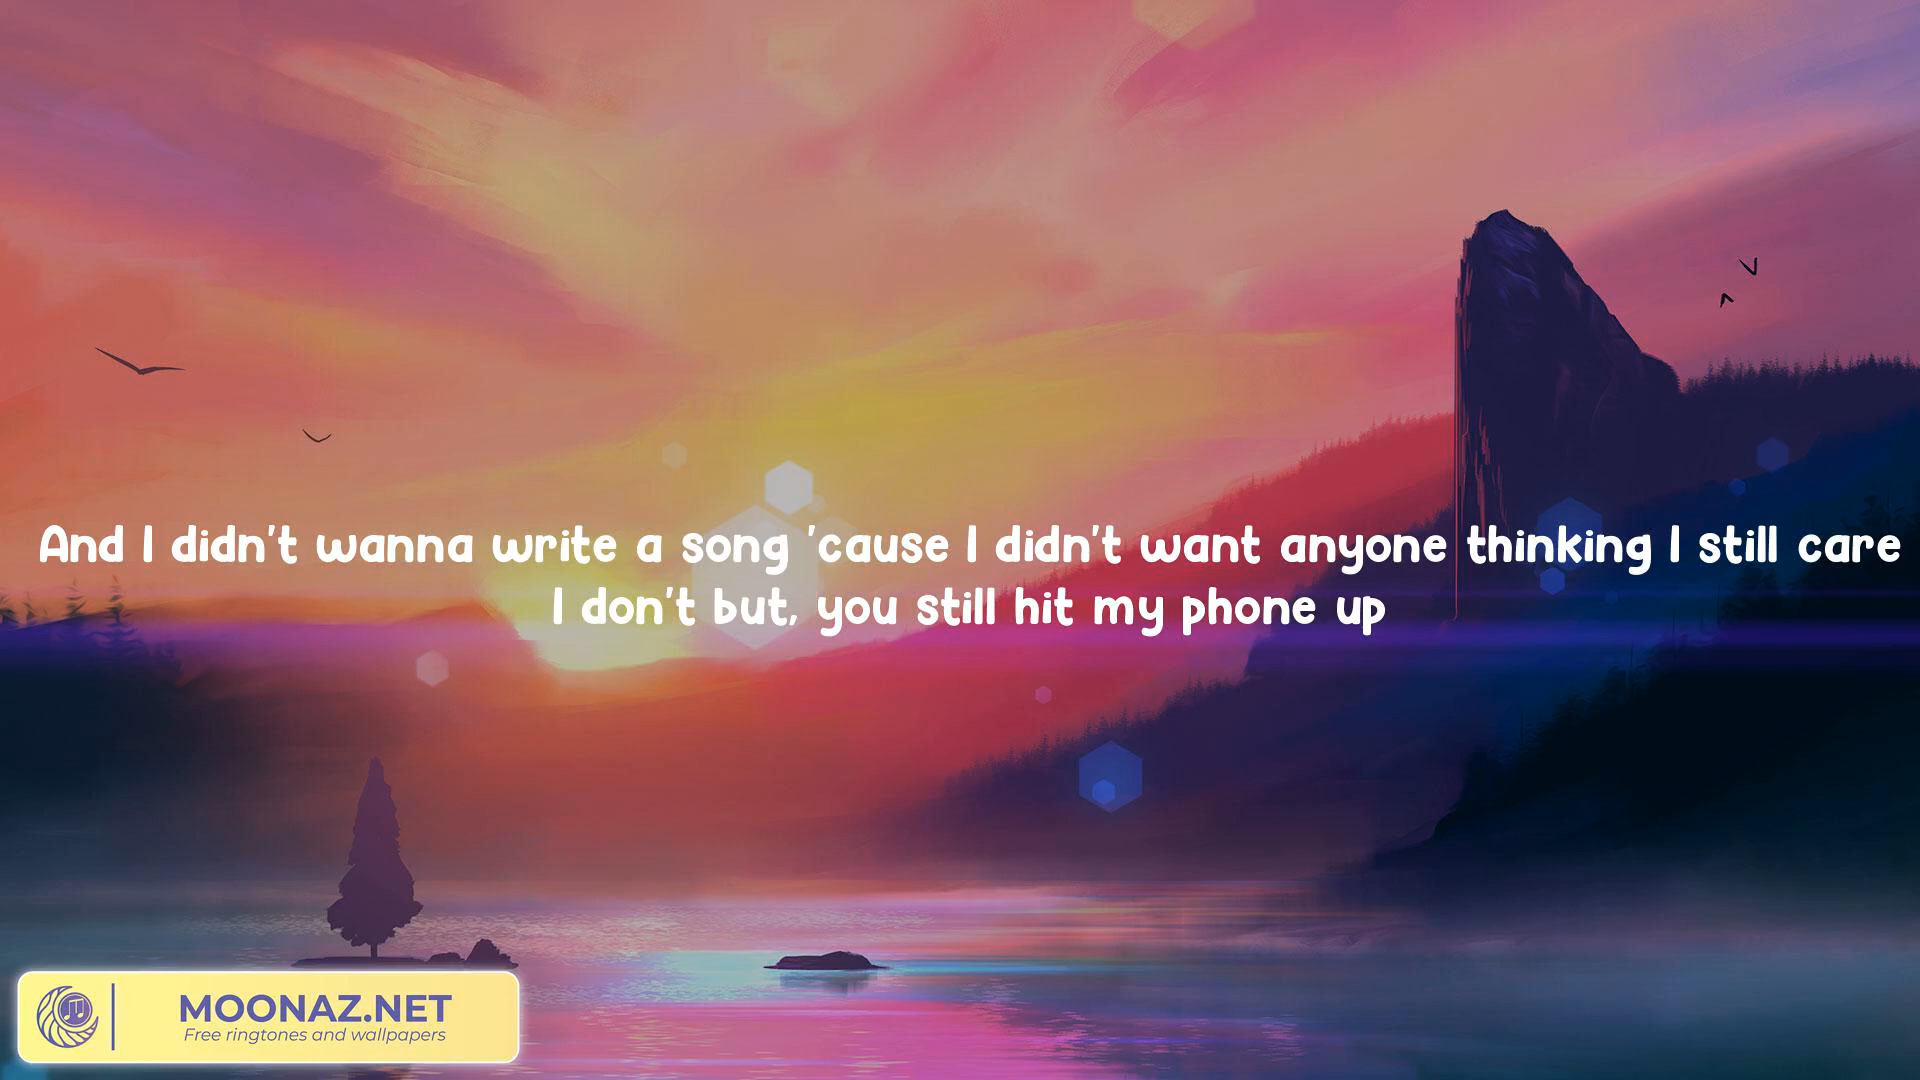 And I didn't wanna write a song 'cause I didn't want anyone thinking I still care
I don't but, you still hit my phone up
MOONAZ.NET
Free ringtones and wallpapers